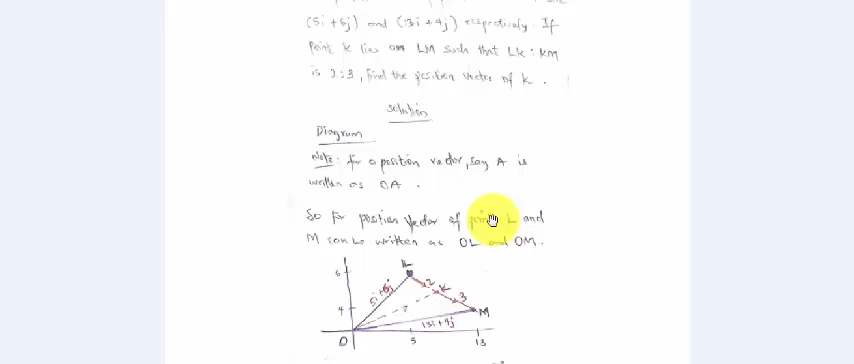 (5i + 6j) and (13i + 4j) respectively. If
point K lies on LM such that LK : KM
is 2:3, find the position vector of K.
Solution
Diagram
Note: For a position vector, say A is
written as OA.
So for position vector of point L and
M can be written as OL and OM.
L
6
5i + 6j
2
K
3
4
?
M
13i + 4j
O
5
13